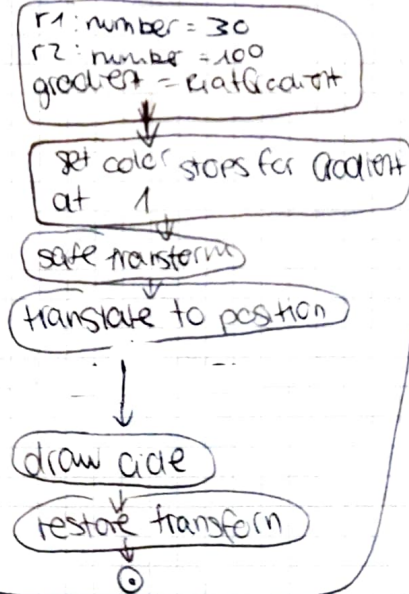 r1: number = 30
r2: number = 100
gradient =
set color stops for Gradient
at 1
safe transform
translate to position
draw circle
restore transform